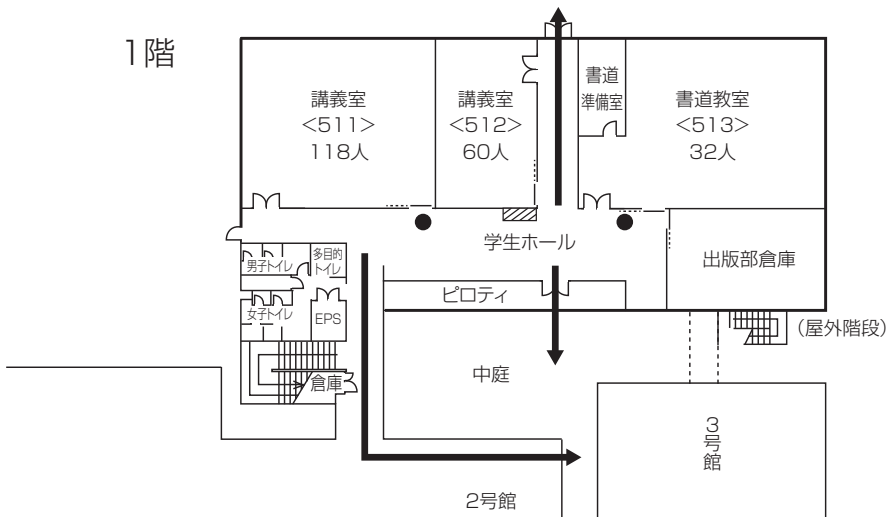 1階
講義室
<511>
118人
講義室
<512>
60人
書道
準備室
書道教室
<513>
32人
学生ホール
出版部倉庫
男子トイレ
多目的
トイレ
女子トイレ
EPS
ピロティ
(屋外階段)
倉庫
中庭
3号館
2号館